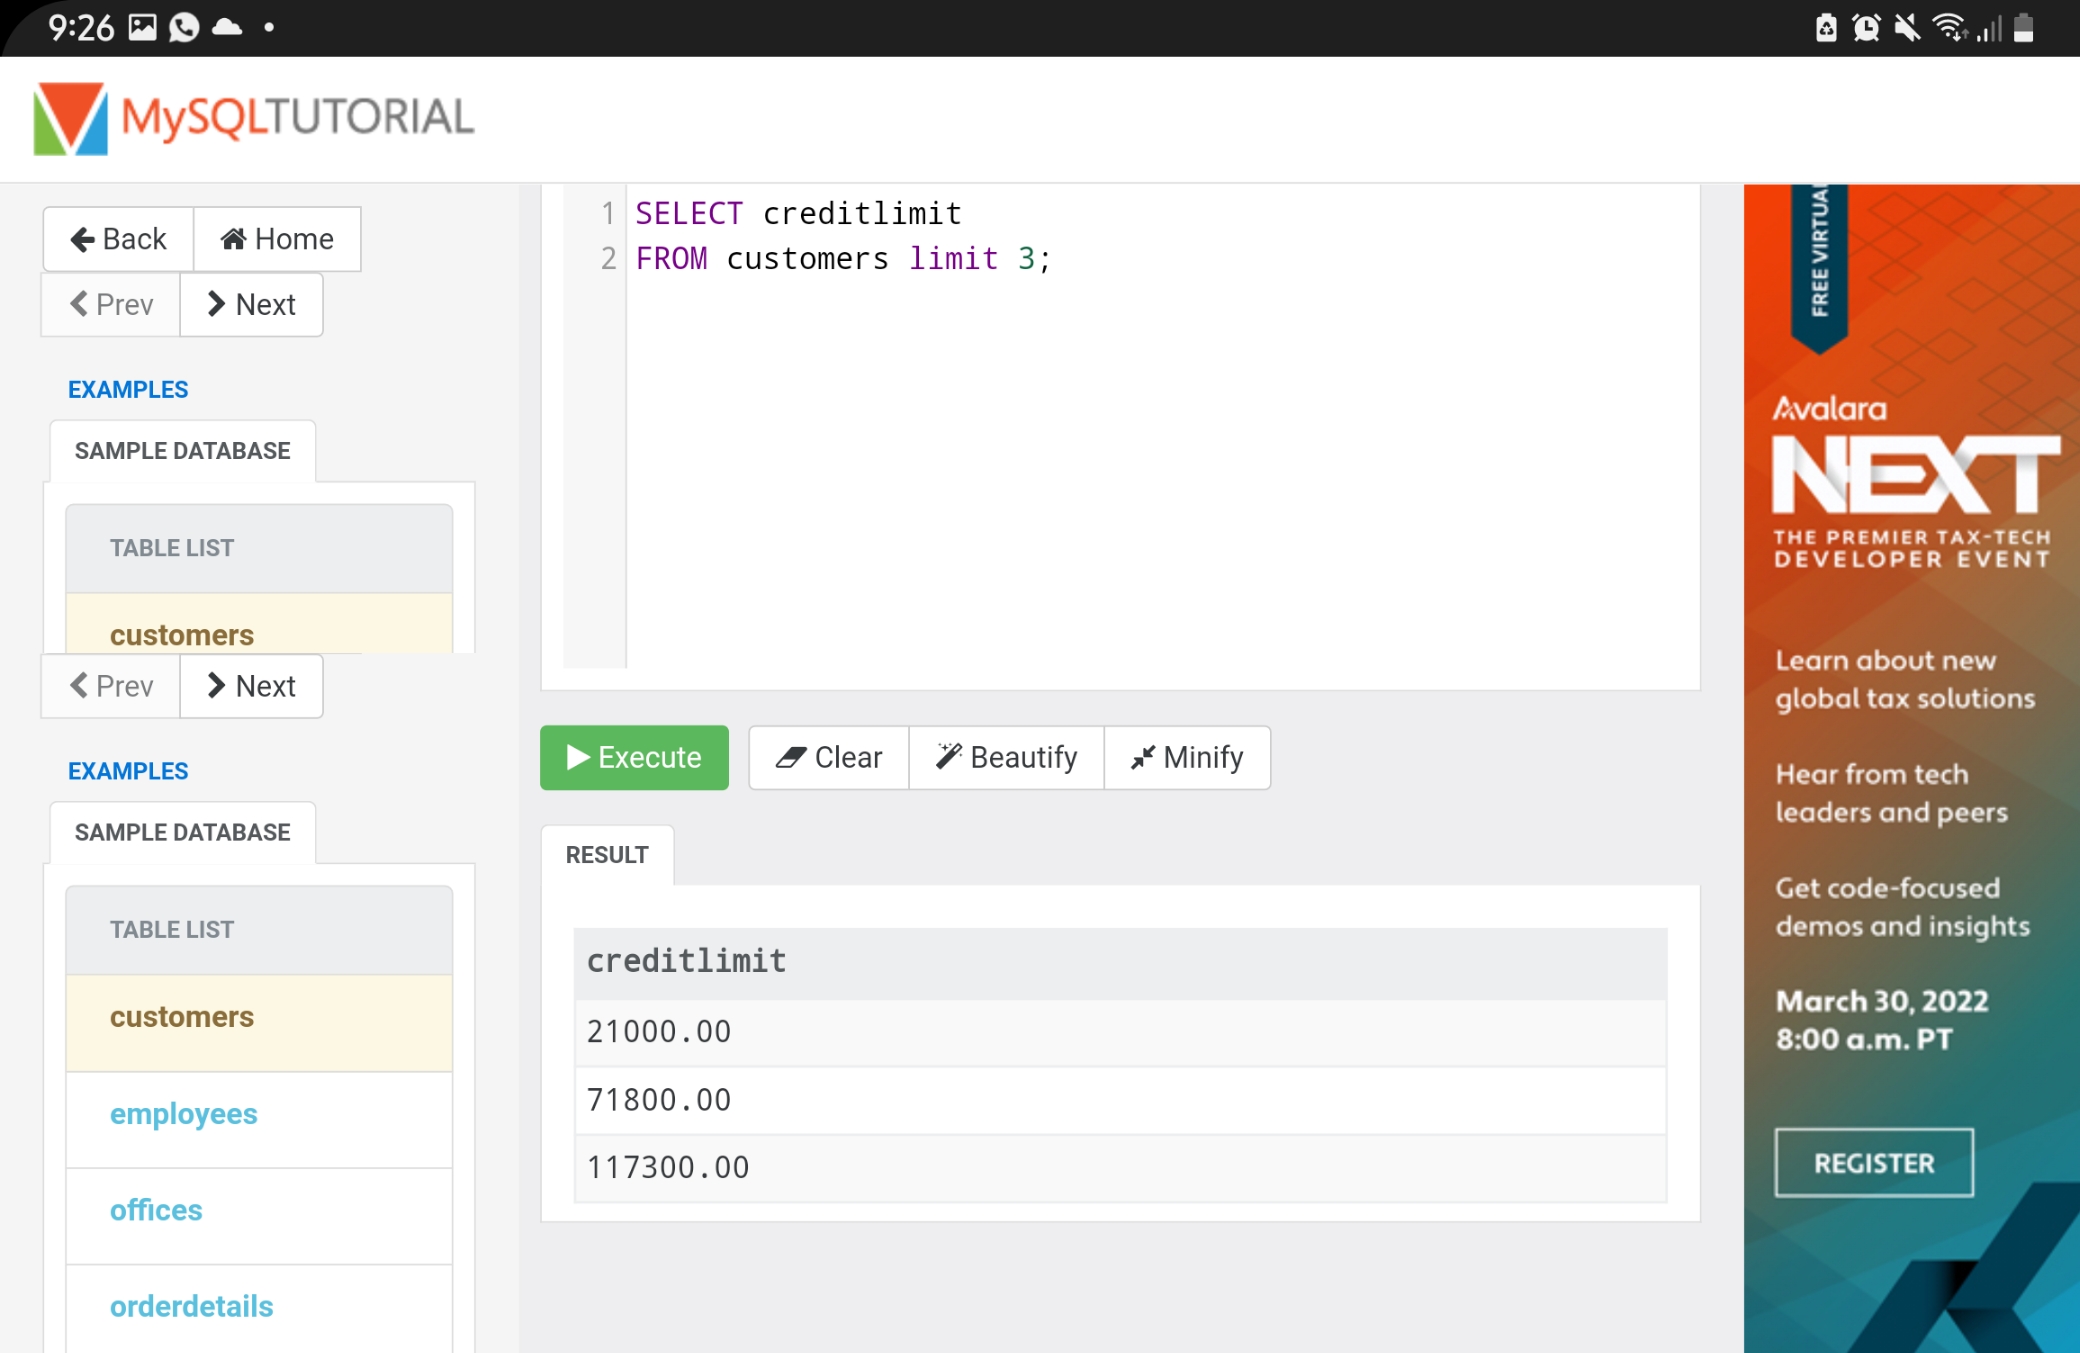 9:26
MySQLTUTORIAL
Back
Home
Prev
Next
EXAMPLES
SAMPLE DATABASE
TABLE LIST
customers
Prev
Next
EXAMPLES
SAMPLE DATABASE
TABLE LIST
customers
employees
offices
orderdetails
1 SELECT creditlimit
2 FROM customers limit 3;
Execute
Clear
Beautify
Minify
RESULT
creditlimit
21000.00
71800.00
117300.00
FREE VIRTUAL
Avalara
NEXT
THE PREMIER TAX-TECH
DEVELOPER EVENT
Learn about new
global tax solutions
Hear from tech
leaders and peers
Get code-focused
demos and insights
March 30, 2022
8:00 a.m. PT
REGISTER